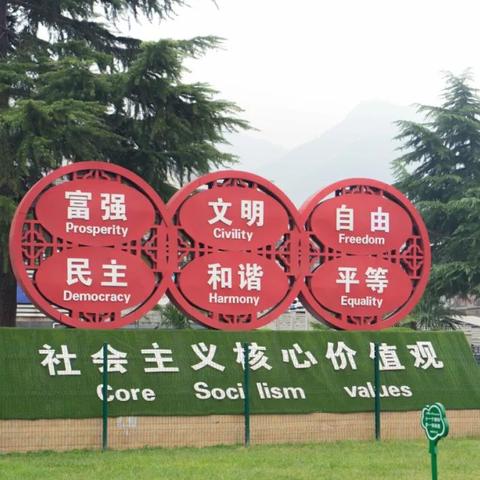 富强
Prosperity
民主
Democracy
文明
Civility
和谐
Harmony
自由
Freedom
平等
Equality
社会主义核心价值观
Core Socilism values